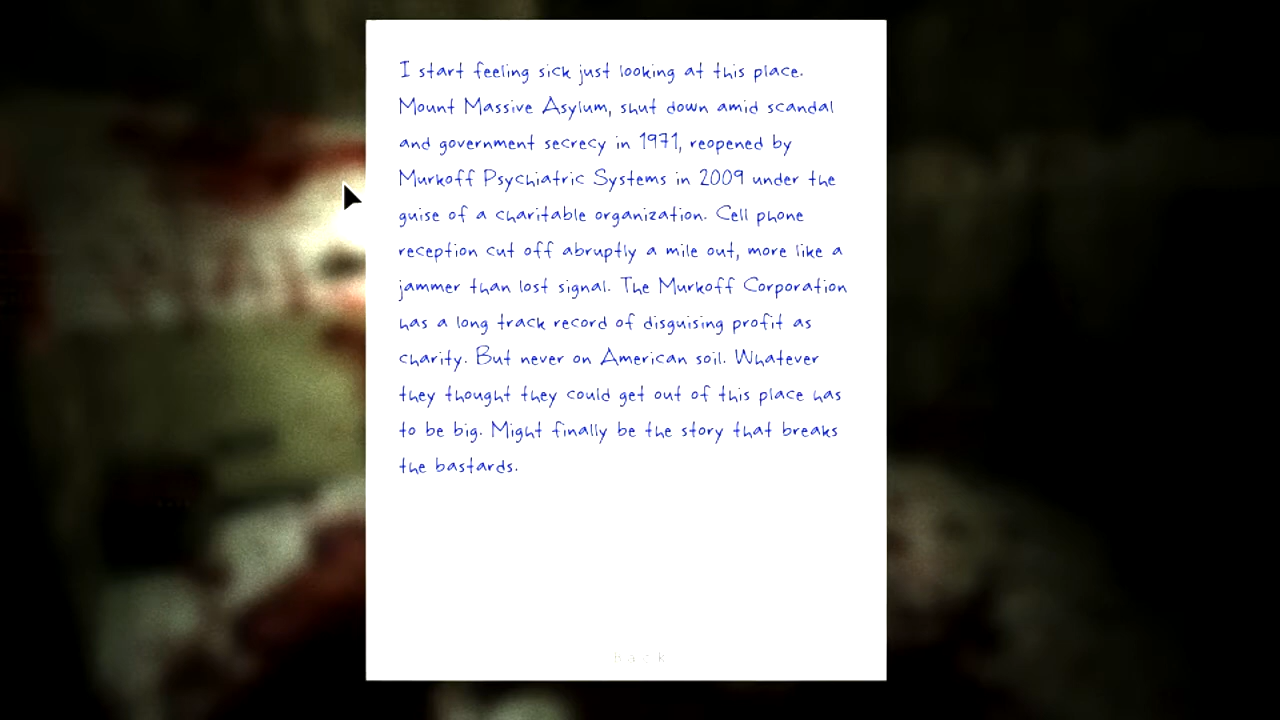 I start feeling sick just looking at this place.
Mount Massive Asylum, shut down amid scandal
and government secrecy in 1971, reopened by
Murkoff Psychiatric Systems in 2009 under the
guise of a charitable organization. Cell phone
reception cut off abruptly a mile out, more like a
jammer than lost signal. The Murkoff Corporation
has a long track record of disguising profit as
charity. But never on American soil. Whatever
they thought they could get out of this place has
to be big. Might finally be the story that breaks
the bastards.
back